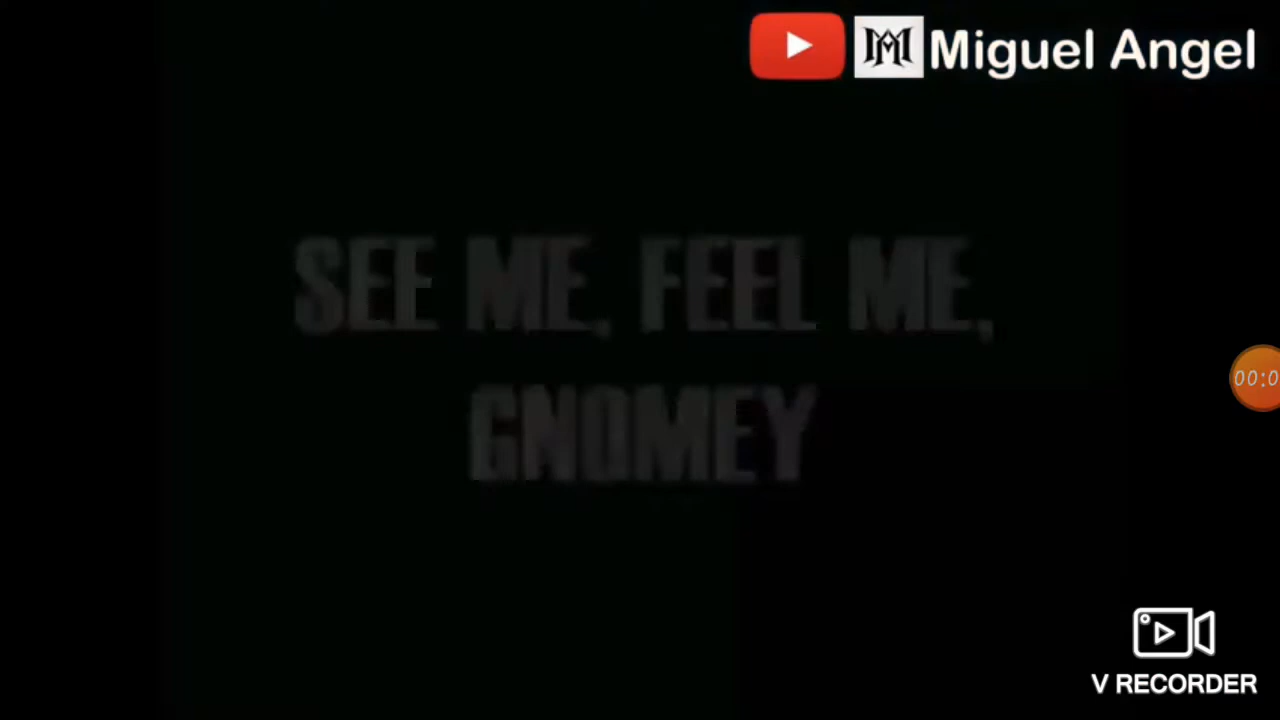 Miguel Angel
SEE ME, FEEL ME,
GNOMEY
00:0
V RECORDER